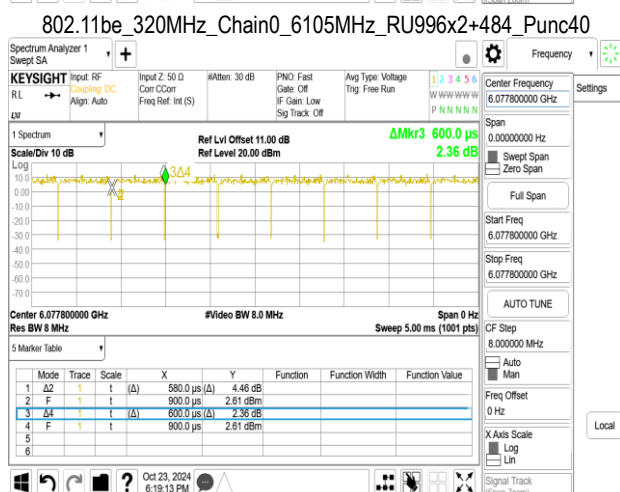 802.11be_320MHz_Chain0_6105MHz_RU996x2+484_Punc40
Spectrum Analyzer 1
Swept SA
Frequency
KEYSIGHT Input: RF Input Z: 50 Ω #Atten: 30 dB PNO: Fast Avg Type: Voltage 1 2 3 4 5 6
RL Coupling: DC Corr CCorr Gate: Off Trig: Free Run W W W W W W
Align: Auto Freq Ref: Int (S) IF Gain: Low P N N N N N
Sig Track: Off
LXI
Center Frequency
6.077800000 GHz
Settings
1 Spectrum
Ref Lvl Offset 11.00 dB ΔMkr3 600.0 µs
Scale/Div 10 dB Ref Level 20.00 dBm 2.36 dB
Log
10.0
0.00
-10.0
-20.0
-30.0
-40.0
-50.0
-60.0
-70.0
3Δ4
2
Center 6.077800000 GHz #Video BW 8.0 MHz Span 0 Hz
Res BW 8 MHz Sweep 5.00 ms (1001 pts)
Span
0.00000000 Hz
Swept Span
Zero Span
Full Span
Start Freq
6.077800000 GHz
Stop Freq
6.077800000 GHz
AUTO TUNE
CF Step
8.000000 MHz
Auto
Man
Freq Offset
0 Hz
X Axis Scale
Log
Lin
Signal Track
(Span Zoom)
Local
5 Marker Table
Mode Trace Scale X Y Function Function Width Function Value
1 Δ2 1 t (Δ) 580.0 µs (Δ) 4.46 dB
2 F 1 t 900.0 µs 2.61 dBm
3 Δ4 1 t (Δ) 600.0 µs (Δ) 2.36 dB
4 F 1 t 900.0 µs 2.61 dBm
5
6
?
Oct 23, 2024
6:19:13 PM